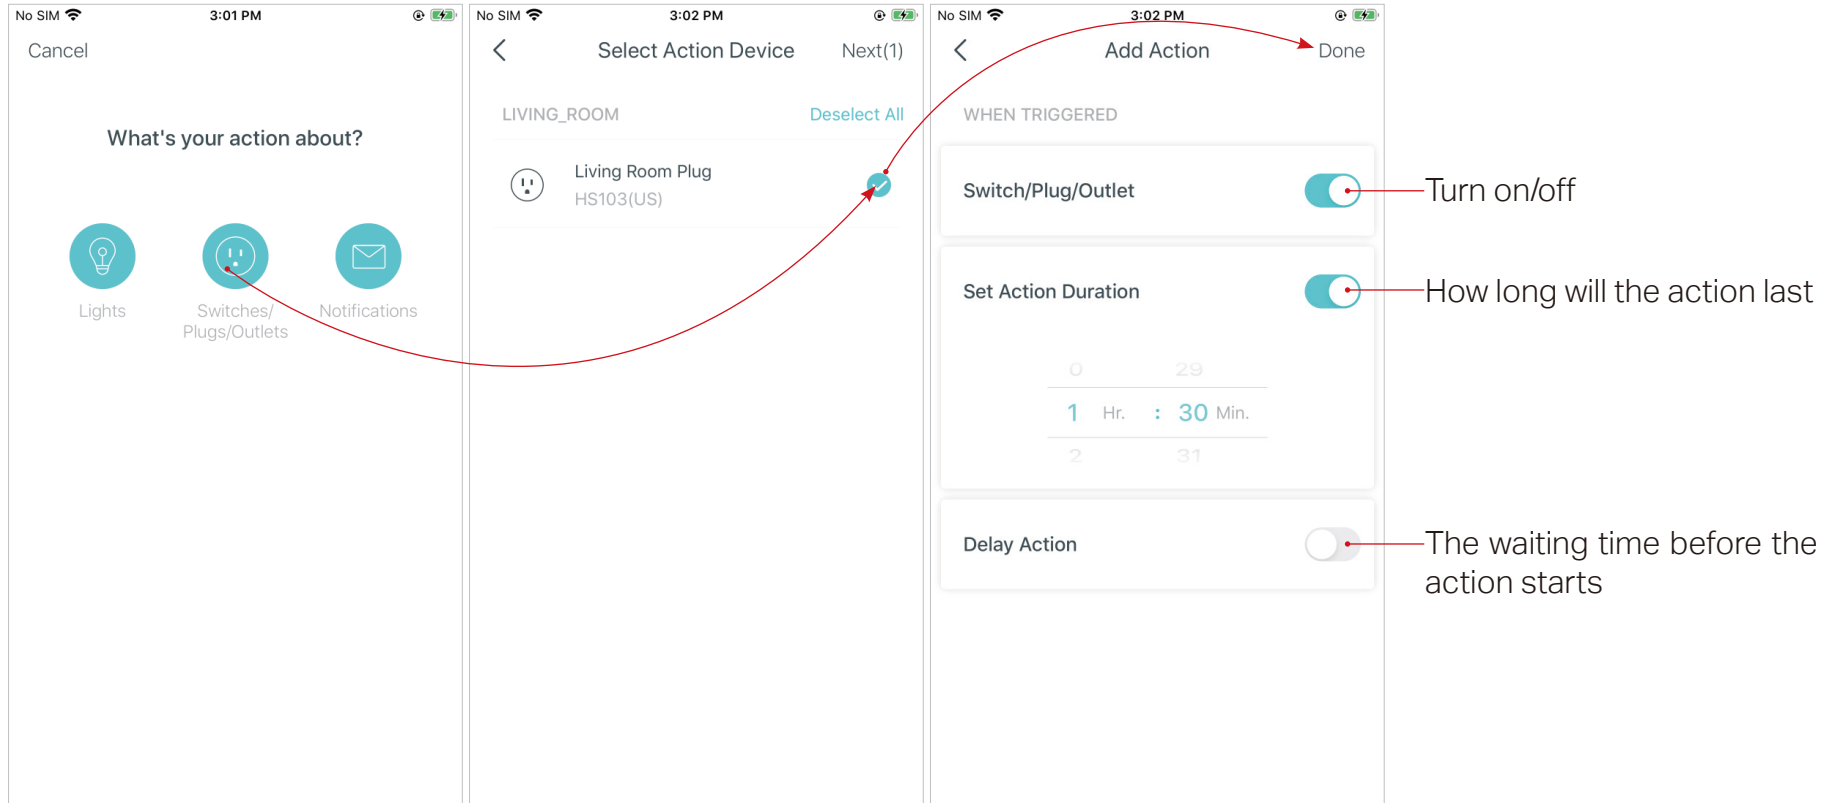 No SIM
3:01 PM
Cancel
What's your action about?
Lights
Switches/
Plugs/Outlets
Notifications
No SIM
3:02 PM
Select Action Device
Next(1)
LIVING_ROOM
Deselect All
Living Room Plug
HS103(US)
No SIM
3:02 PM
Add Action
Done
WHEN TRIGGERED
Switch/Plug/Outlet
Turn on/off
Set Action Duration
How long will the action last
0 29
1 Hr. : 30 Min.
2 31
Delay Action
The waiting time before the
action starts